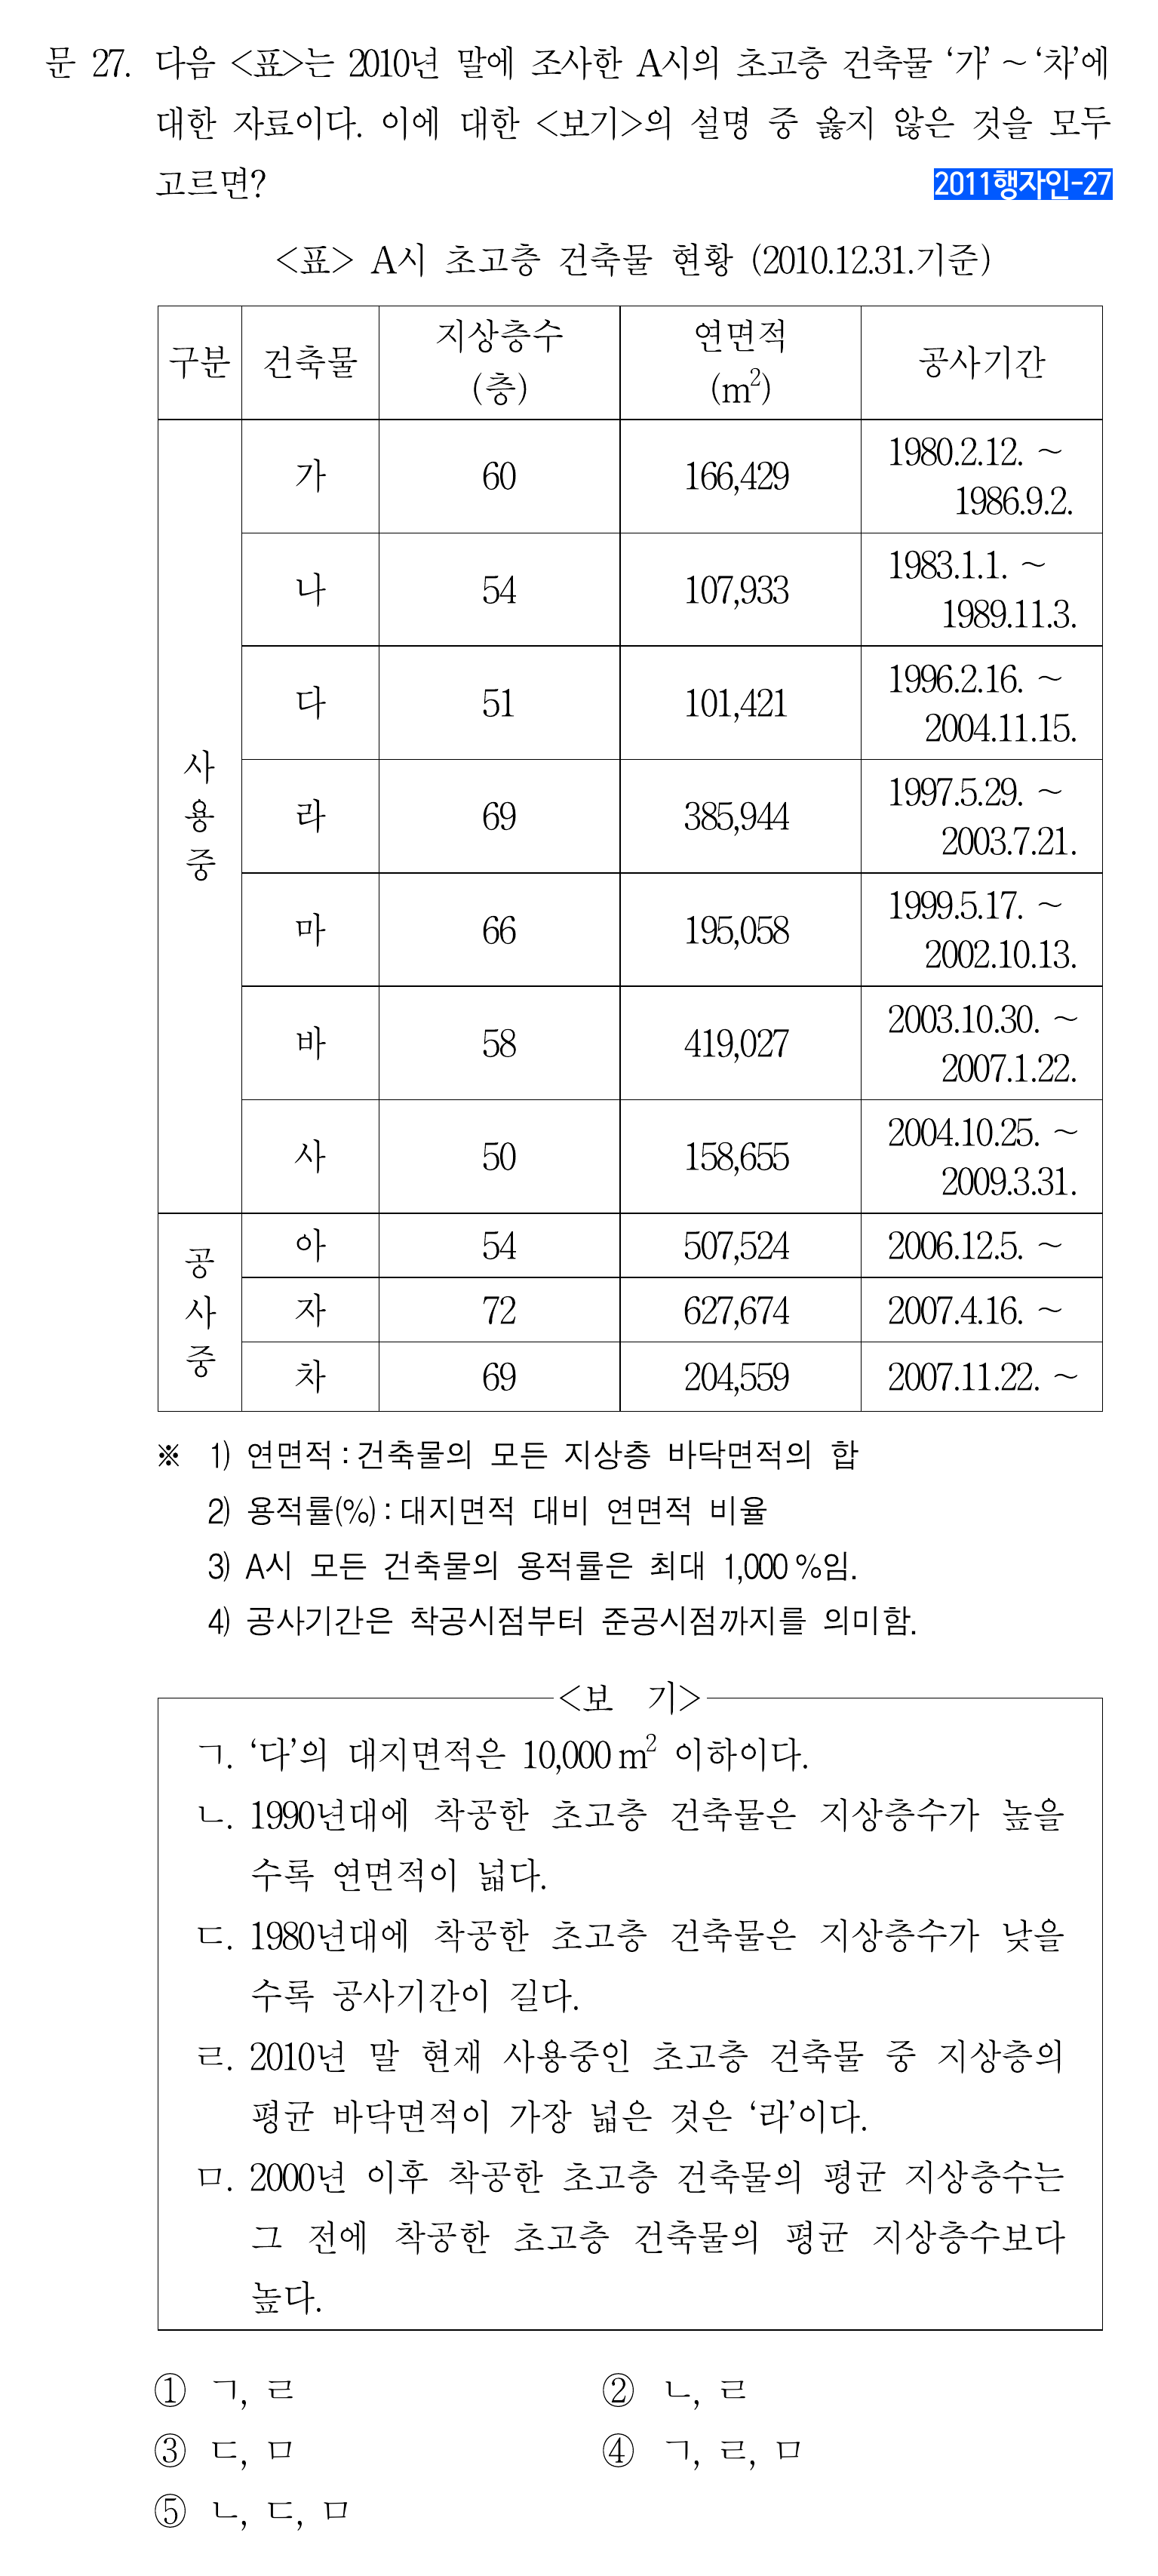 문 27. 다음 <표>는 2010년 말에 조사한 A시의 초고층 건축물 ‘가’ ~ ‘차’에
대한 자료이다. 이에 대한 <보기>의 설명 중 옳지 않은 것을 모두
고르면?
2011행자인-27
<표> A시 초고층 건축물 현황 (2010.12.31.기준)
구분 건축물 지상층수 (층) 연면적 (m²) 공사기간
사용중
가 60 166,429 1980.2.12. ~ 1986.9.2.
나 54 107,933 1983.1.1. ~ 1989.11.3.
다 51 101,421 1996.2.16. ~ 2004.11.15.
라 69 385,944 1997.5.29. ~ 2003.7.21.
마 66 195,058 1999.5.17. ~ 2002.10.13.
바 58 419,027 2003.10.30. ~ 2007.1.22.
사 50 158,655 2004.10.25. ~ 2009.3.31.
공사중
아 54 507,524 2006.12.5. ~
자 72 627,674 2007.4.16. ~
차 69 204,559 2007.11.22. ~
※ 1) 연면적 : 건축물의 모든 지상층 바닥면적의 합
2) 용적률(%) : 대지면적 대비 연면적 비율
3) A시 모든 건축물의 용적률은 최대 1,000 %임.
4) 공사기간은 착공시점부터 준공시점까지를 의미함.
<보 기>
ㄱ. ‘다’의 대지면적은 10,000 m² 이하이다.
ㄴ. 1990년대에 착공한 초고층 건축물은 지상층수가 높을
수록 연면적이 넓다.
ㄷ. 1980년대에 착공한 초고층 건축물은 지상층수가 낮을
수록 공사기간이 길다.
ㄹ. 2010년 말 현재 사용중인 초고층 건축물 중 지상층의
평균 바닥면적이 가장 넓은 것은 ‘라’이다.
ㅁ. 2000년 이후 착공한 초고층 건축물의 평균 지상층수는
그 전에 착공한 초고층 건축물의 평균 지상층수보다
높다.
① ㄱ, ㄹ ② ㄴ, ㄹ
③ ㄷ, ㅁ ④ ㄱ, ㄹ, ㅁ
⑤ ㄴ, ㄷ, ㅁ